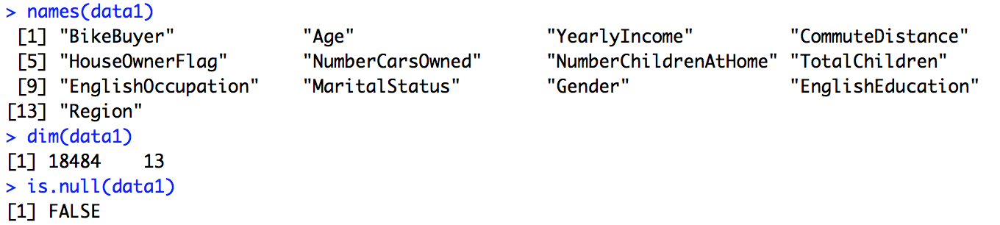 > names(data1)
 [1] "BikeBuyer"            "Age"                  "YearlyIncome"         "CommuteDistance"
 [5] "HouseOwnerFlag"       "NumberCarsOwned"      "NumberChildrenAtHome" "TotalChildren"
 [9] "EnglishOccupation"    "MaritalStatus"        "Gender"               "EnglishEducation"
[13] "Region"
> dim(data1)
[1] 18484    13
> is.null(data1)
[1] FALSE